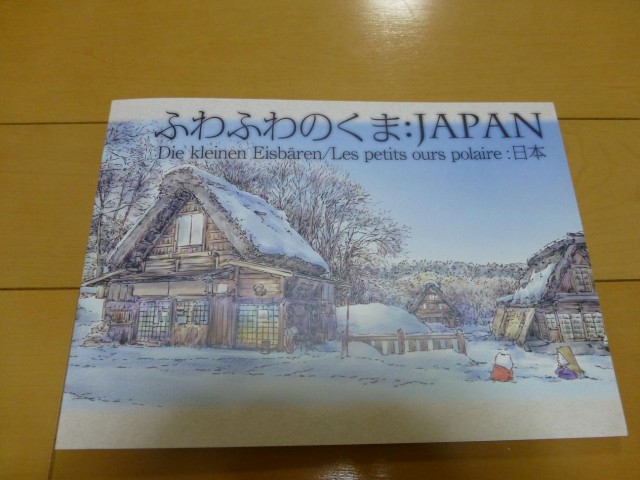 ふわふわのくま:JAPAN
Die kleinen Eisbären/Les petits ours polaire:日本